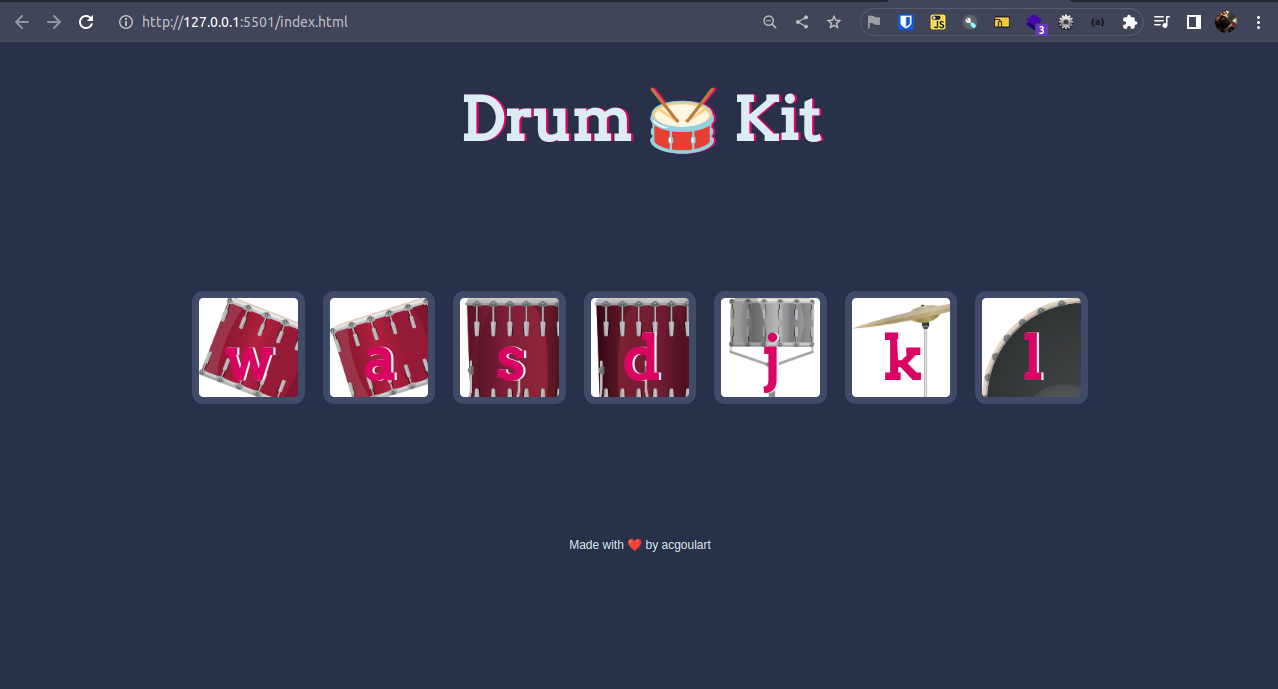 http://127.0.0.1:5501/index.html
JS
n
{¤}
3
Drum 🥁 Kit
w a s d j k l
Made with ❤️ by acgoulart